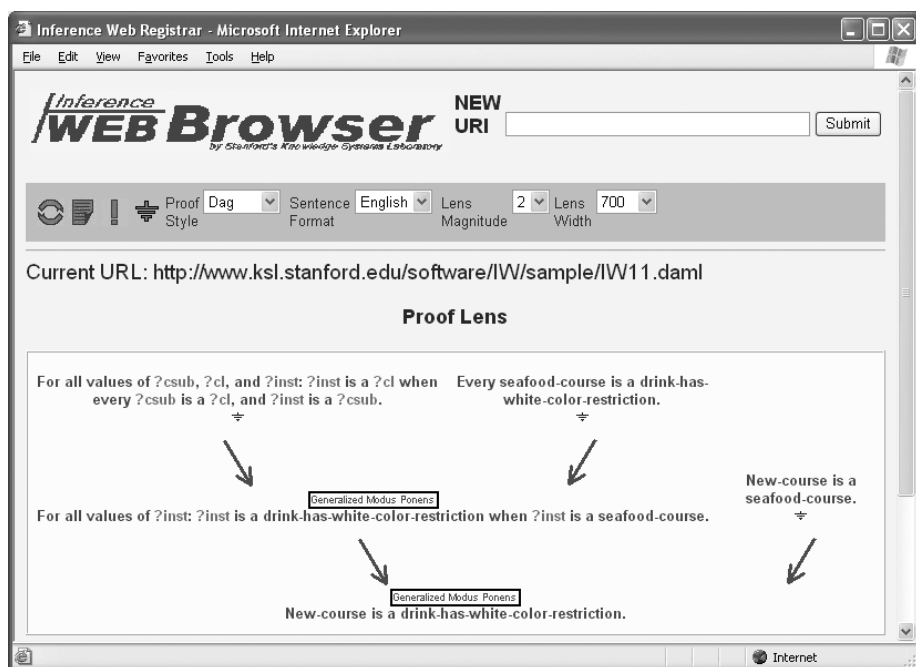 Inference Web Registrar - Microsoft Internet Explorer
File Edit View Favorites Tools Help
Inference
WEB Browser
by Stanford's Knowledge Systems Laboratory
NEW
URI
Submit
Proof Style Dag Sentence Format English Lens Magnitude 2 Lens Width 700
Current URL: http://www.ksl.stanford.edu/software/IW/sample/IW11.daml
Proof Lens
For all values of ?csub, ?cl, and ?inst: ?inst is a ?cl when
every ?csub is a ?cl, and ?inst is a ?csub.
Every seafood-course is a drink-has-
white-color-restriction.
New-course is a
seafood-course.
Generalized Modus Ponens
For all values of ?inst: ?inst is a drink-has-white-color-restriction when ?inst is a seafood-course.
Generalized Modus Ponens
New-course is a drink-has-white-color-restriction.
Internet